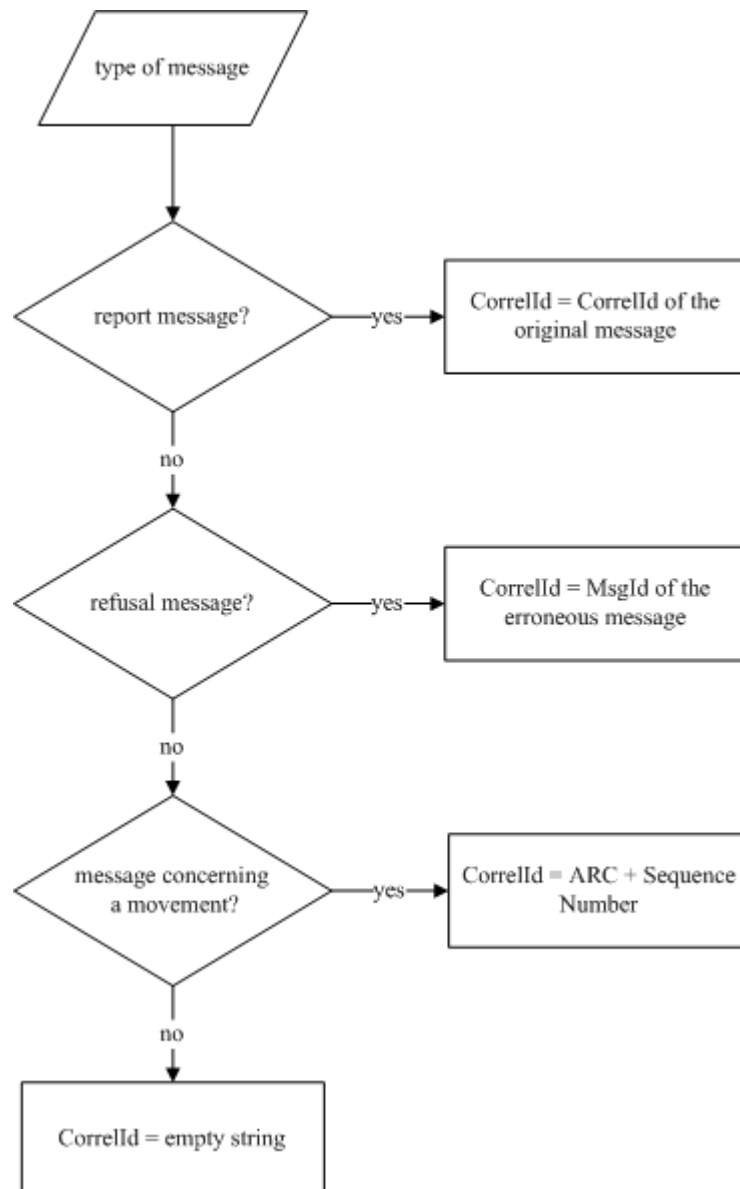 type of message
report message?
yes
CorrelId = CorrelId of the
original message
no
refusal message?
yes
CorrelId = MsgId of the
erroneous message
no
message concerning
a movement?
yes
CorrelId = ARC + Sequence
Number
no
CorrelId = empty string